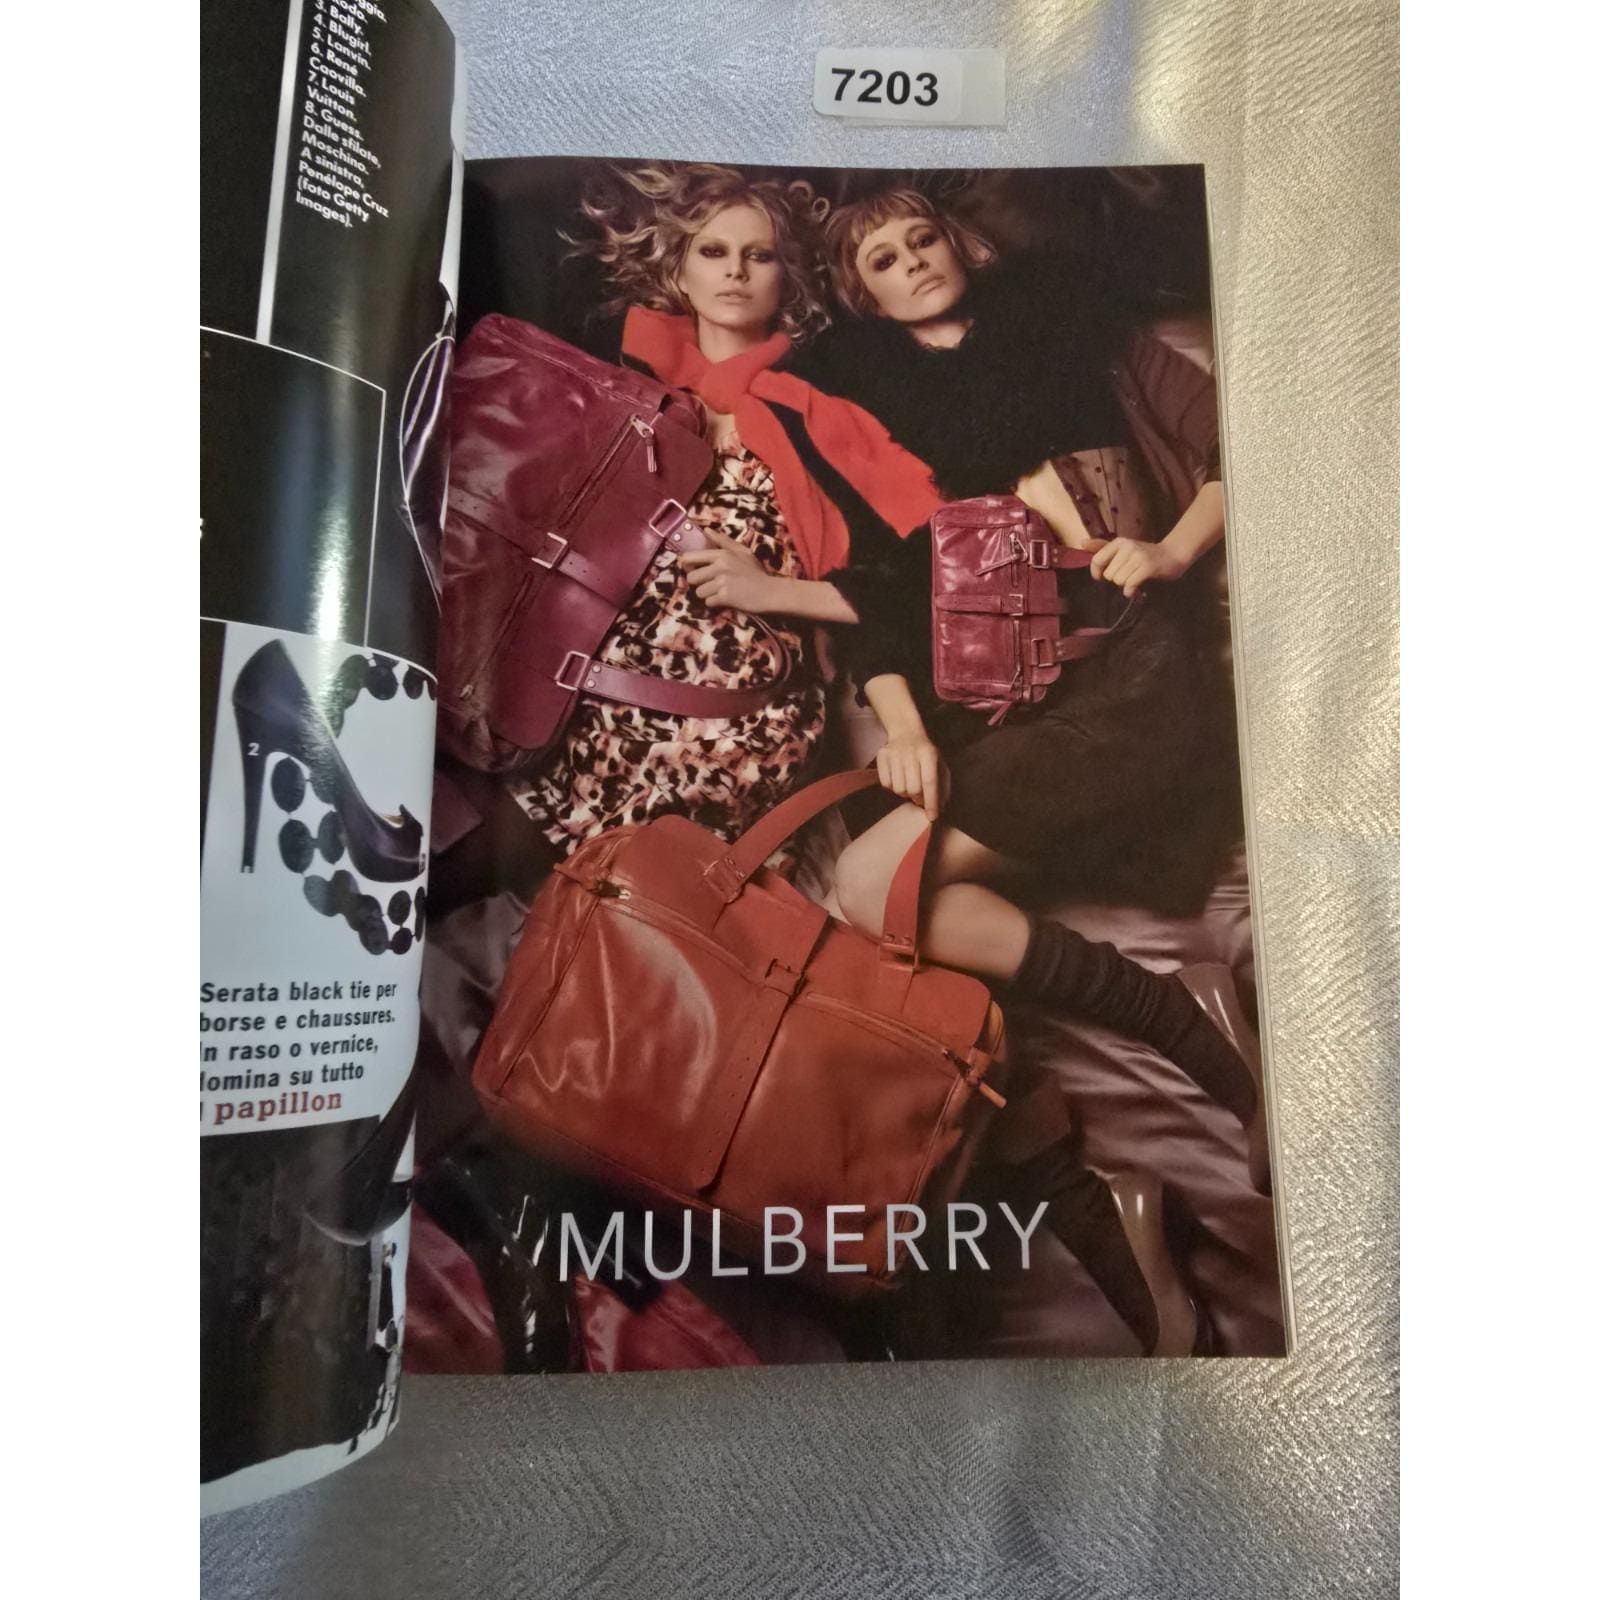 3. Bally.
4. Blugirl.
5. Lanvin.
6. René
Caovilla.
7. Louis
Vuitton.
8. Guess.
Dalle sfilate,
Moschino.
A sinistra,
Penélope Cruz
(foto Getty
Images).
2
Serata black tie per
borse e chaussures.
In raso o vernice,
domina su tutto
papillon
7203
MULBERRY